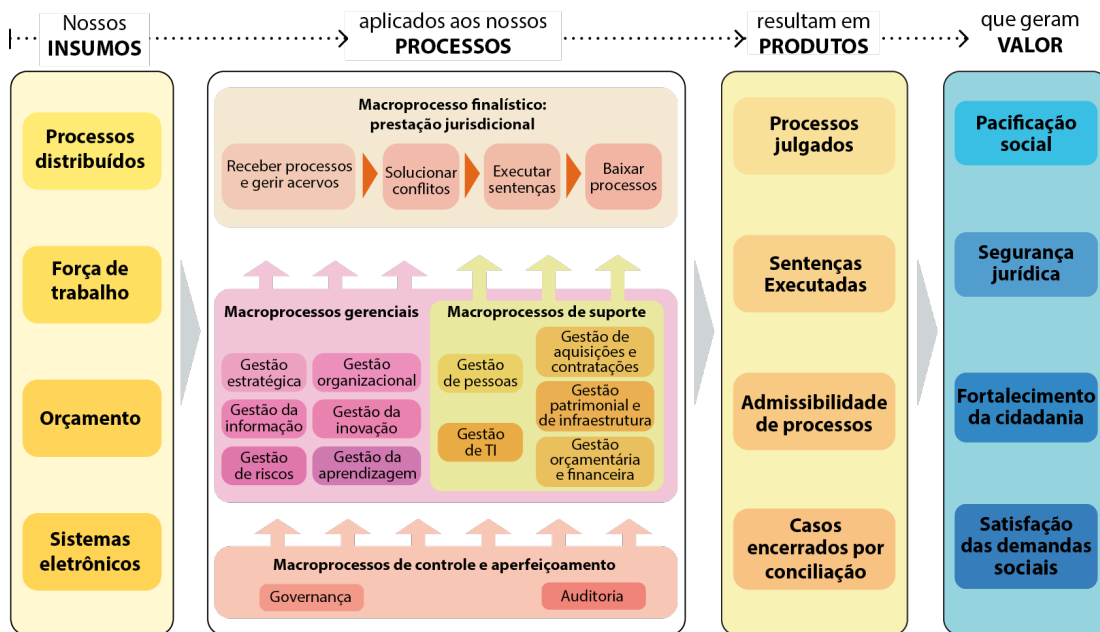 Nossos
INSUMOS
aplicados aos nossos
PROCESSOS
resultam em
PRODUTOS
que geram
VALOR
Processos
distribuídos
Força de
trabalho
Orçamento
Sistemas
eletrônicos
Macroprocesso finalístico:
prestação jurisdicional
Receber processos
e gerir acervos
Solucionar
conflitos
Executar
sentenças
Baixar
processos
Macroprocessos gerenciais
Gestão
estratégica
Gestão
organizacional
Gestão da
informação
Gestão da
inovação
Gestão
de riscos
Gestão da
aprendizagem
Macroprocessos de suporte
Gestão
de pessoas
Gestão de
aquisições e
contratações
Gestão
patrimonial e
de infraestrutura
Gestão
de TI
Gestão
orçamentária
e financeira
Macroprocessos de controle e aperfeiçoamento
Governança
Auditoria
Processos
julgados
Sentenças
Executadas
Admissibilidade
de processos
Casos
encerrados por
conciliação
Pacificação
social
Segurança
jurídica
Fortalecimento
da cidadania
Satisfação
das demandas
sociais